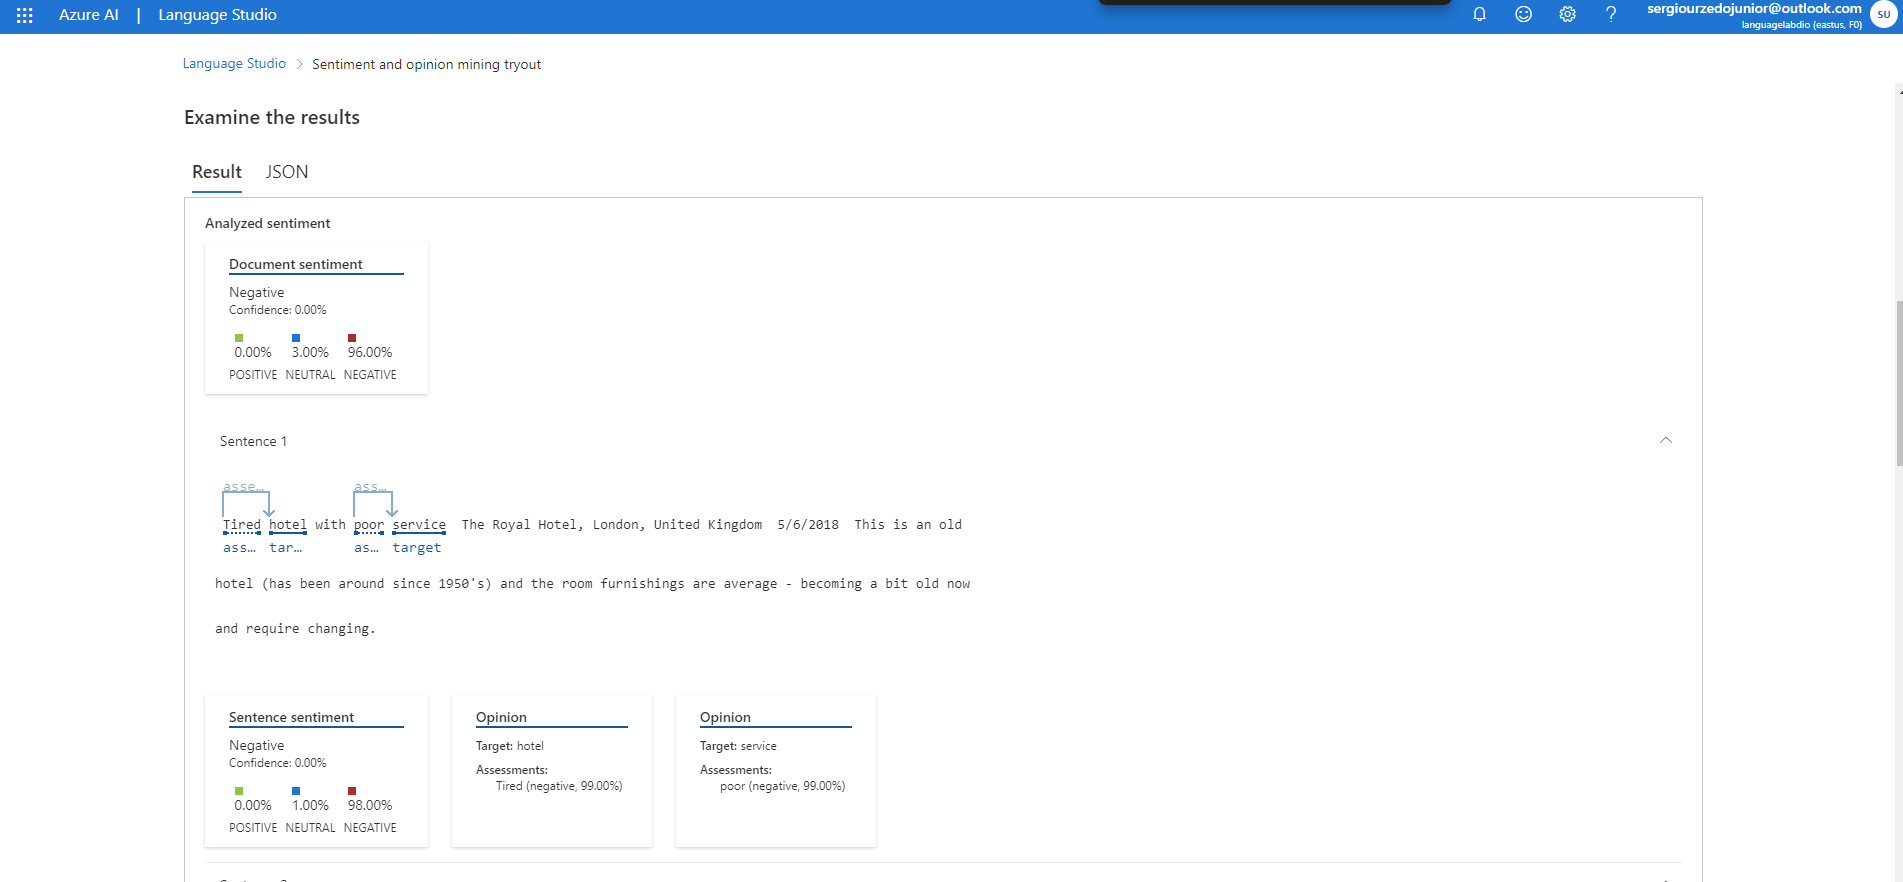 Azure AI | Language Studio
sergiourzedojunior@outlook.com
languagelabdio (eastus, F0)
SU
Language Studio > Sentiment and opinion mining tryout
Examine the results
Result JSON
Analyzed sentiment
Document sentiment
Negative
Confidence: 0.00%
0.00% 3.00% 96.00%
POSITIVE NEUTRAL NEGATIVE
Sentence 1
asse... ass...
Tired hotel with poor service The Royal Hotel, London, United Kingdom 5/6/2018 This is an old
ass... tar... as... target
hotel (has been around since 1950's) and the room furnishings are average - becoming a bit old now
and require changing.
Sentence sentiment
Negative
Confidence: 0.00%
0.00% 1.00% 98.00%
POSITIVE NEUTRAL NEGATIVE
Opinion
Target: hotel
Assessments:
Tired (negative, 99.00%)
Opinion
Target: service
Assessments:
poor (negative, 99.00%)